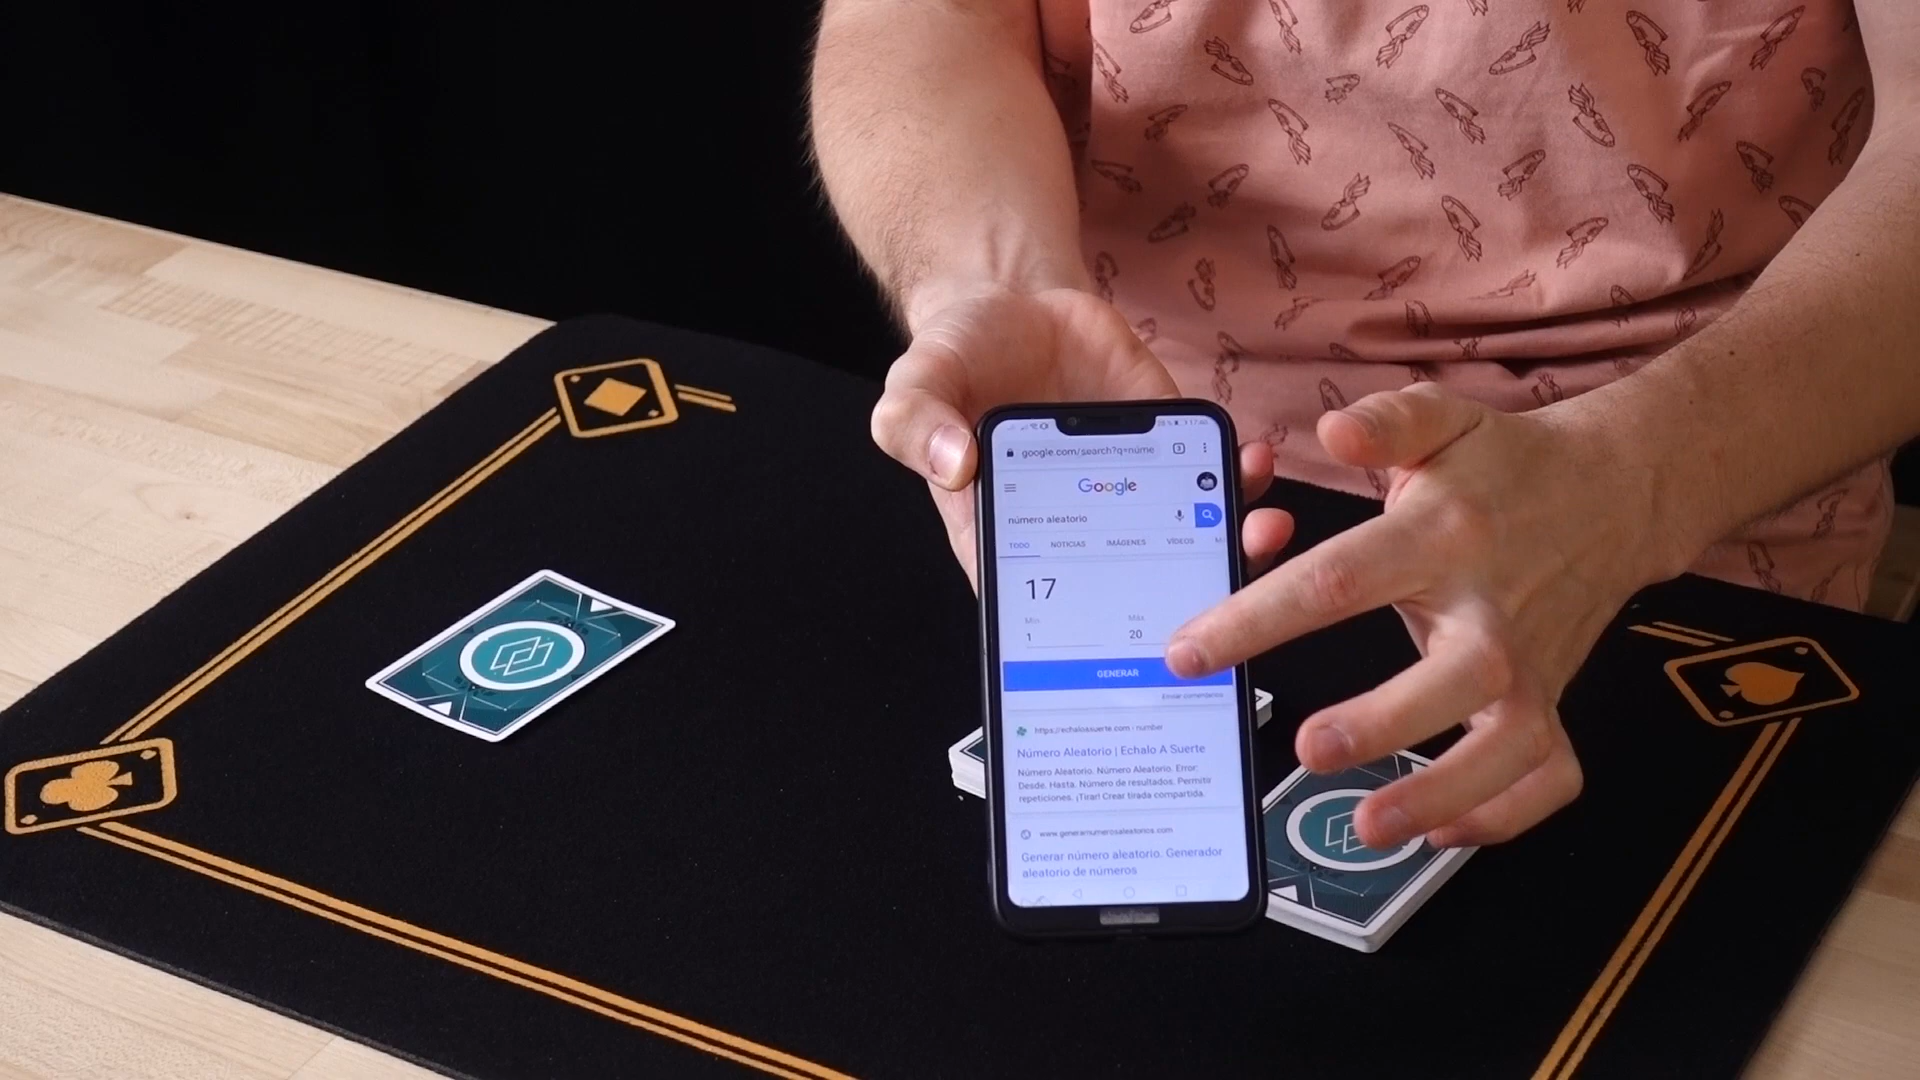 google.com/search?q=núme
Google
número aleatorio
TODO NOTICIAS IMÁGENES VÍDEOS
17
Mín Máx
1 20
GENERAR
Enviar comentarios
https://echaloasuerte.com › number
Número Aleatorio | Echalo A Suerte
Número Aleatorio. Número Aleatorio. Error:
Desde. Hasta. Número de resultados. Permitir
repeticiones. ¡Tirar! Crear tirada compartida.
www.generarnumerosaleatorios.com
Generar número aleatorio. Generador
aleatorio de números